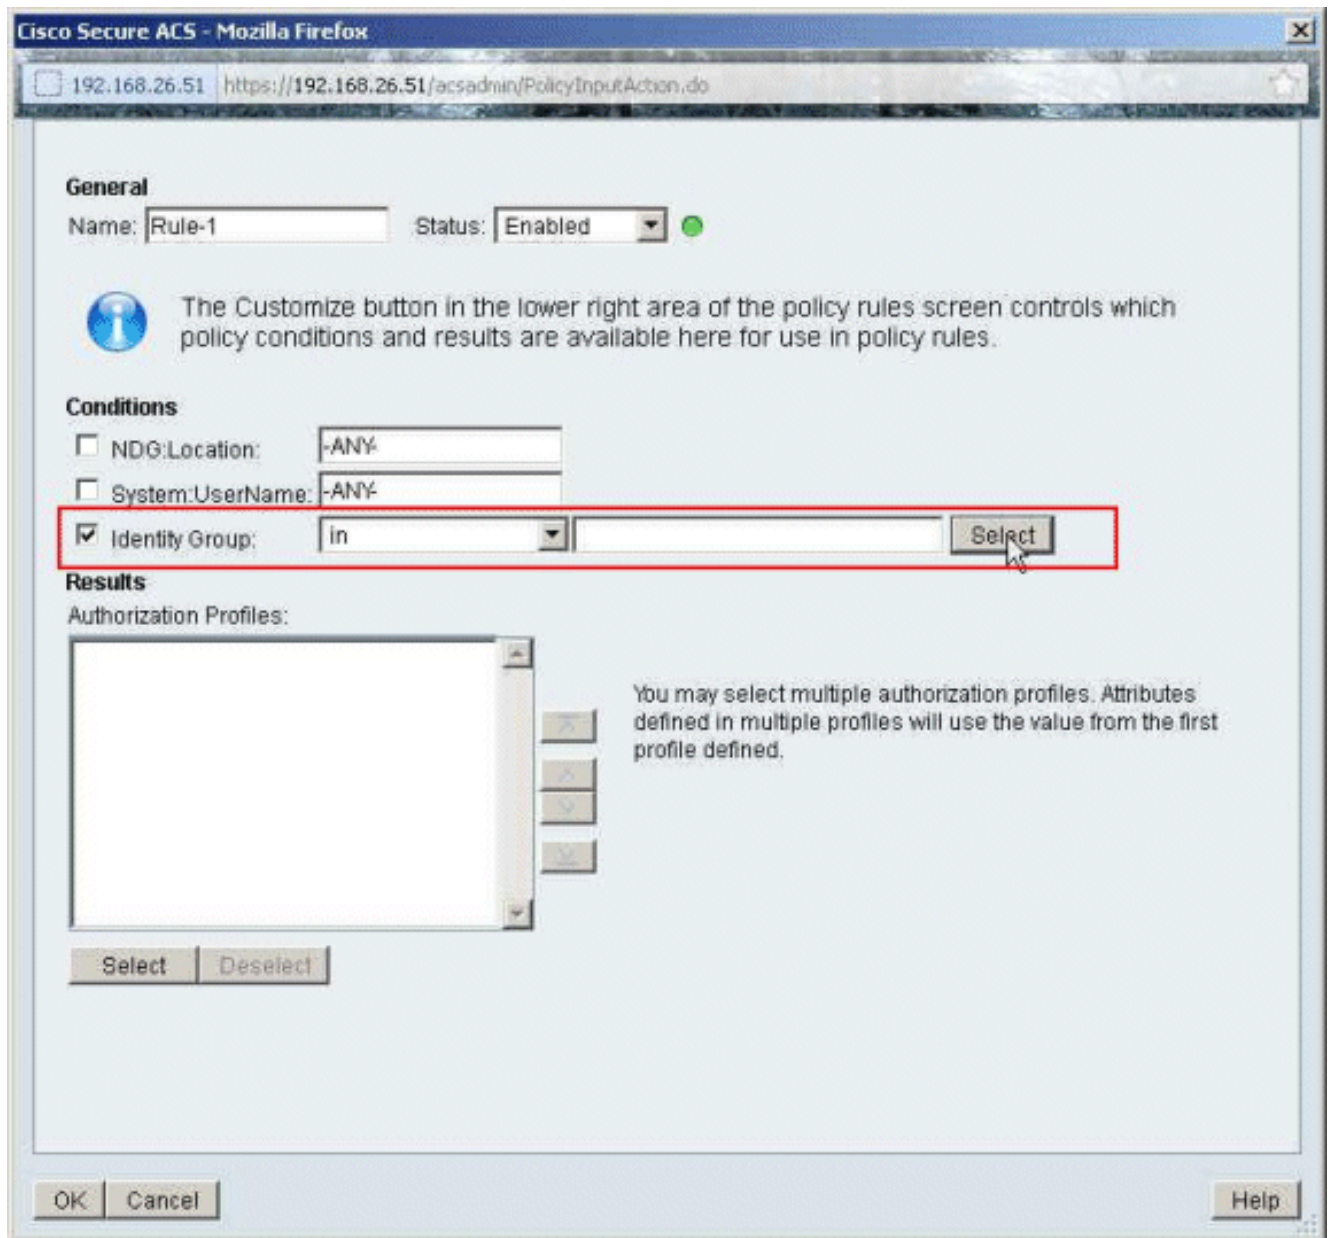 Cisco Secure ACS - Mozilla Firefox
192.168.26.51 https://192.168.26.51/acsadmin/PolicyInputAction.do
General
Name: Rule-1 Status: Enabled
The Customize button in the lower right area of the policy rules screen controls which
policy conditions and results are available here for use in policy rules.
Conditions
NDG:Location: -ANY-
System:UserName: -ANY-
Identity Group: in Select
Results
Authorization Profiles:
You may select multiple authorization profiles. Attributes
defined in multiple profiles will use the value from the first
profile defined.
Select Deselect
OK Cancel Help